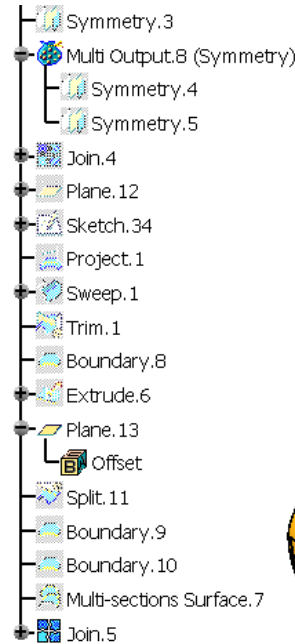 Symmetry.3
Multi Output.8 (Symmetry)
Symmetry.4
Symmetry.5
Join.4
Plane.12
Sketch.34
Project.1
Sweep.1
Trim.1
Boundary.8
Extrude.6
Plane.13
B Offset
Split.11
Boundary.9
Boundary.10
Multi-sections Surface.7
Join.5